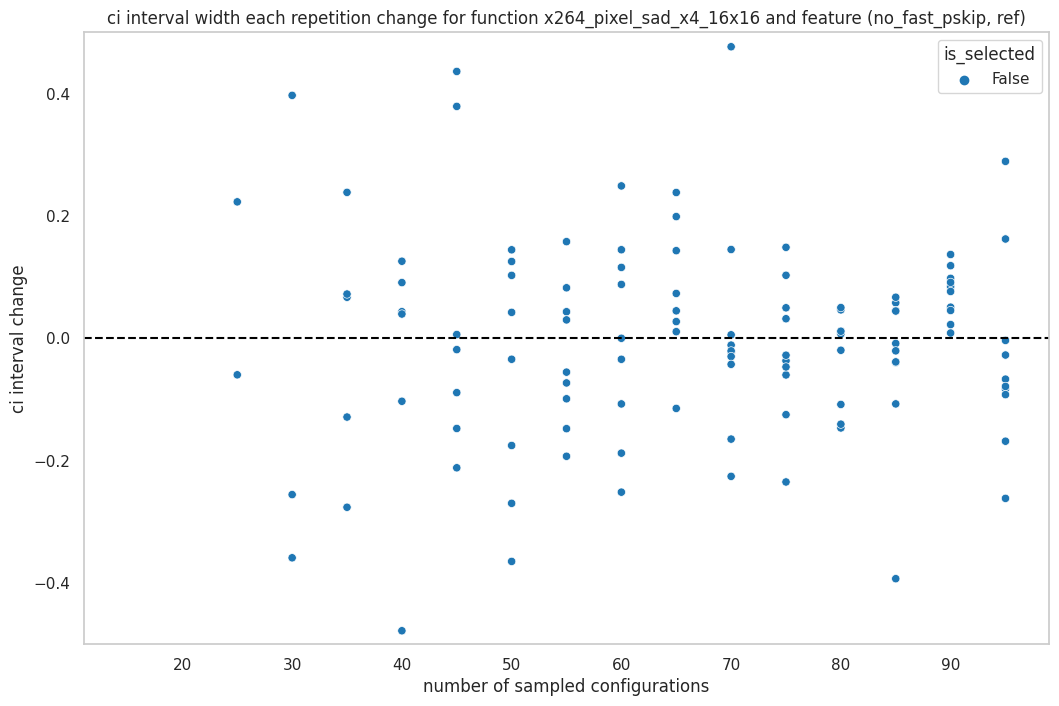 ci interval width each repetition change for function x264_pixel_sad_x4_16x16 and feature (no_fast_pskip, ref)
is_selected
False
0.4
0.2
0.0
−0.2
−0.4
ci interval change
20 30 40 50 60 70 80 90
number of sampled configurations